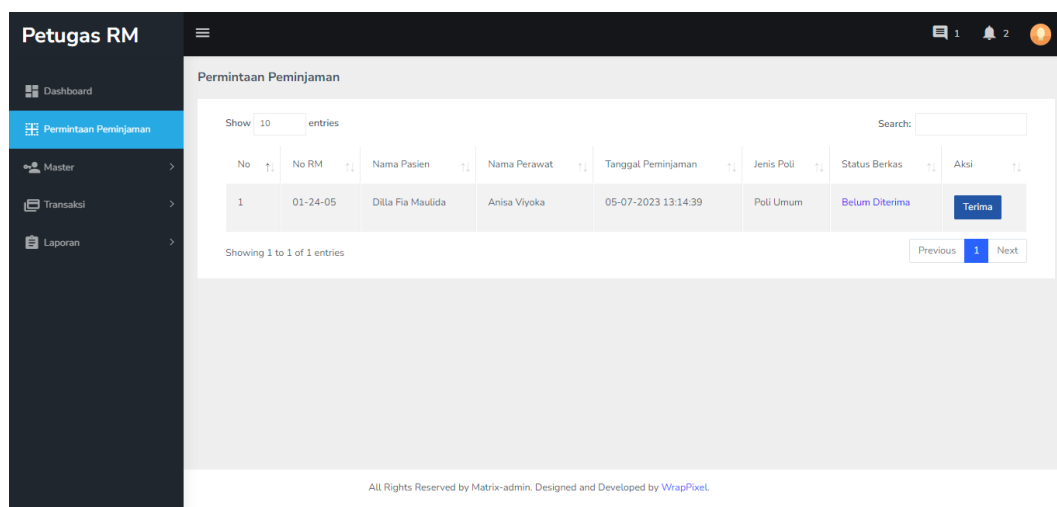 Petugas RM
1 2
Dashboard
Permintaan Peminjaman
Master
Transaksi
Laporan
Permintaan Peminjaman
Show 10 entries Search:
No No RM Nama Pasien Nama Perawat Tanggal Peminjaman Jenis Poli Status Berkas Aksi
1 01-24-05 Dilla Fia Maulida Anisa Viyoka 05-07-2023 13:14:39 Poli Umum Belum Diterima Terima
Showing 1 to 1 of 1 entries Previous 1 Next
All Rights Reserved by Matrix-admin. Designed and Developed by WrapPixel.